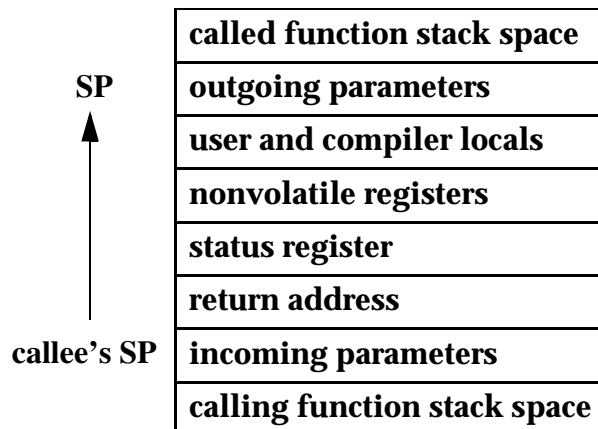 called function stack space
SP outgoing parameters
user and compiler locals
nonvolatile registers
status register
return address
callee's SP incoming parameters
calling function stack space